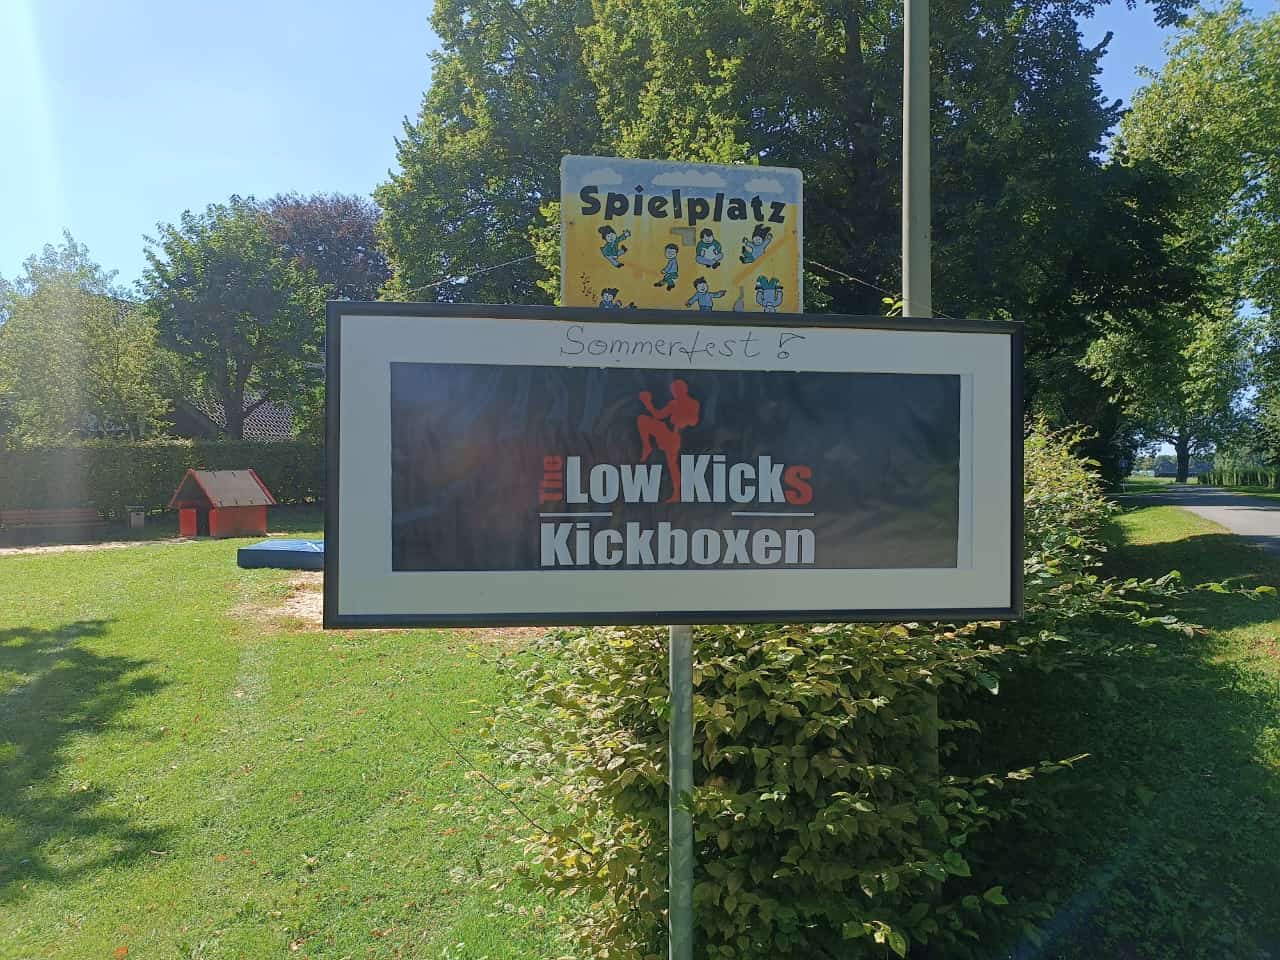 Spielplatz
Sommerfest !
The Low Kicks
Kickboxen